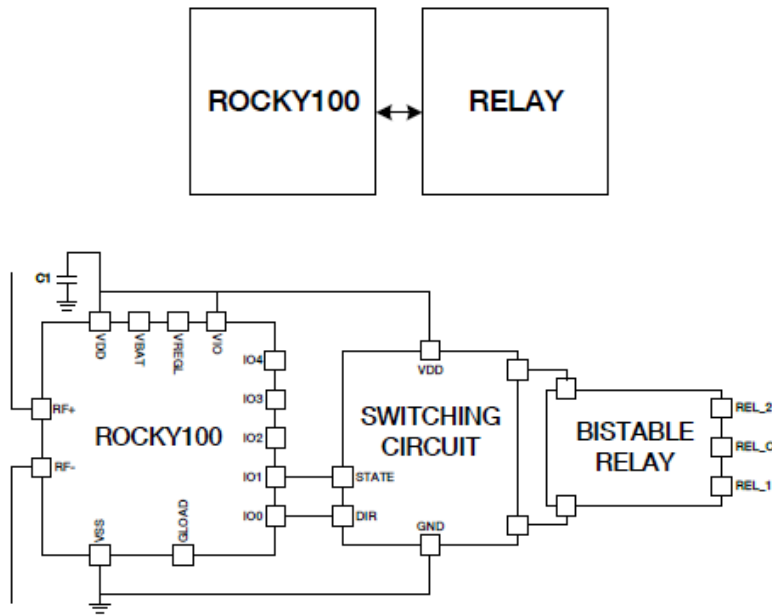 ROCKY100
RELAY
C1
VDD
VBAT
VREGL
VIO
IO4
IO3
IO2
IO1
IO0
RF+
RF-
ROCKY100
VSS
GLOAD
VDD
SWITCHING
CIRCUIT
STATE
DIR
GND
BISTABLE
RELAY
REL_2
REL_C
REL_1